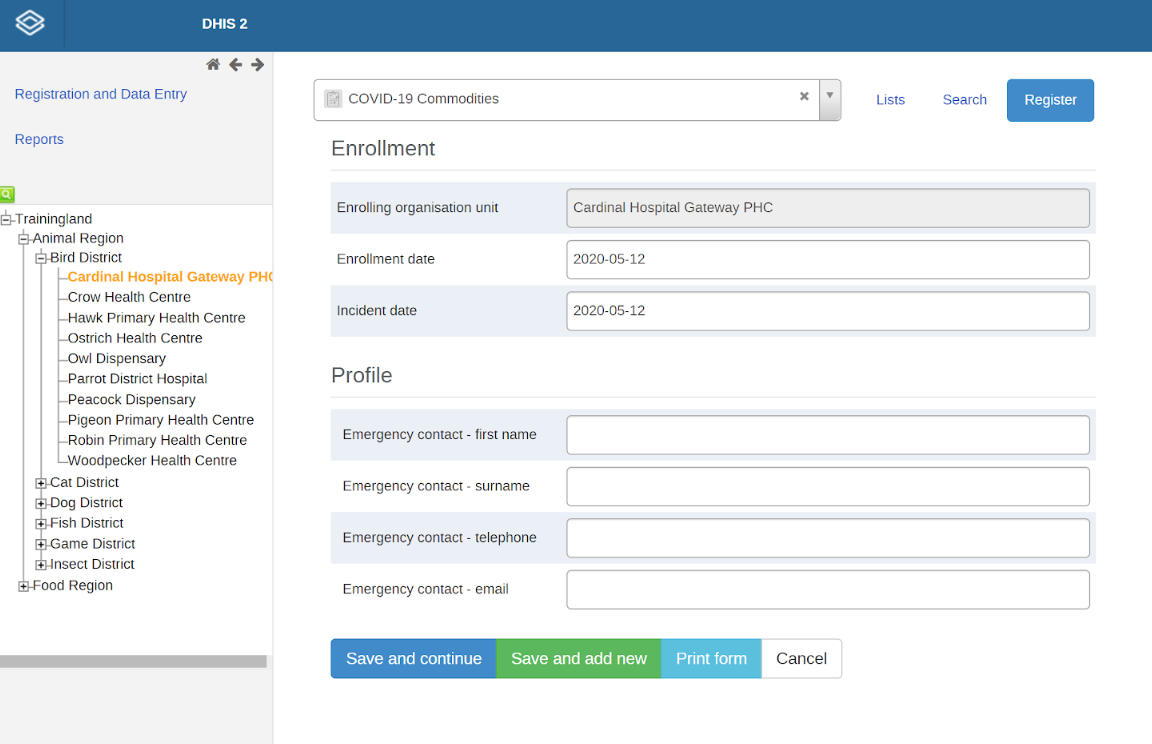 DHIS 2
Registration and Data Entry
Reports
Trainingland
Animal Region
Bird District
Cardinal Hospital Gateway PHC
Crow Health Centre
Hawk Primary Health Centre
Ostrich Health Centre
Owl Dispensary
Parrot District Hospital
Peacock Dispensary
Pigeon Primary Health Centre
Robin Primary Health Centre
Woodpecker Health Centre
Cat District
Dog District
Fish District
Game District
Insect District
Food Region
COVID-19 Commodities
Lists Search Register
Enrollment
Enrolling organisation unit Cardinal Hospital Gateway PHC
Enrollment date 2020-05-12
Incident date 2020-05-12
Profile
Emergency contact - first name
Emergency contact - surname
Emergency contact - telephone
Emergency contact - email
Save and continue Save and add new Print form Cancel